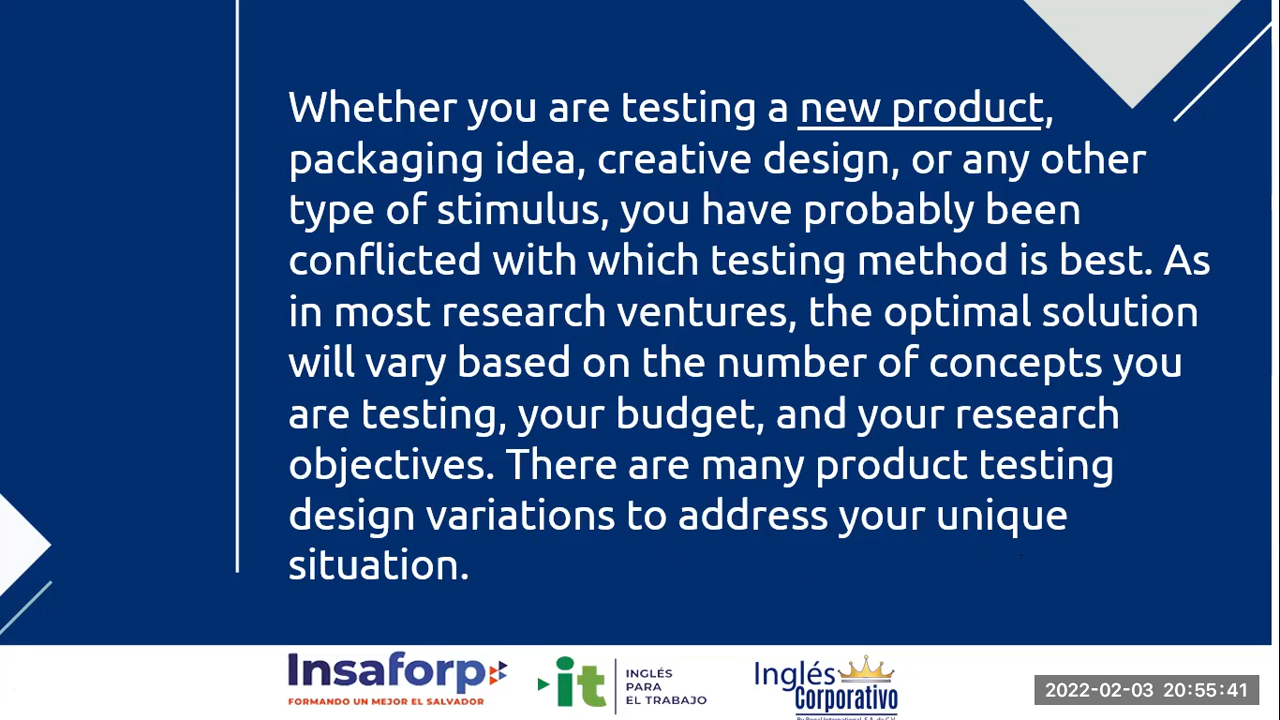 Whether you are testing a new product,
packaging idea, creative design, or any other
type of stimulus, you have probably been
conflicted with which testing method is best. As
in most research ventures, the optimal solution
will vary based on the number of concepts you
are testing, your budget, and your research
objectives. There are many product testing
design variations to address your unique
situation.
Insaforp
FORMANDO UN MEJOR EL SALVADOR
it
INGLÉS
PARA
EL TRABAJO
Inglés
Corporativo
2022-02-03 20:55:41